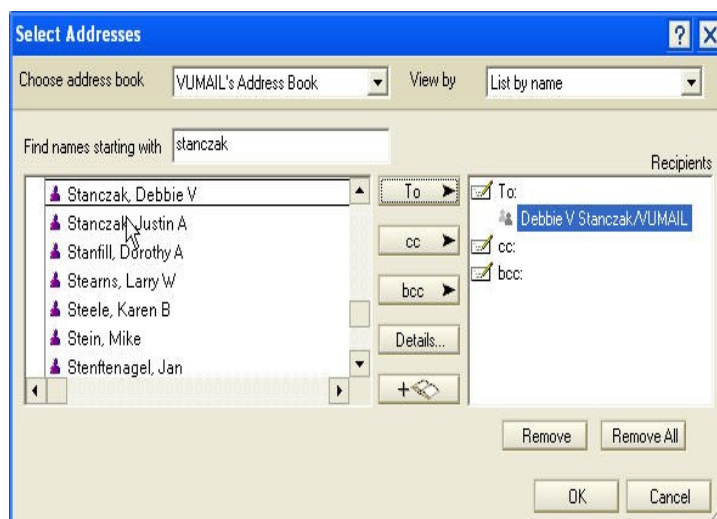 Select Addresses
Choose address book VUMAIL's Address Book View by List by name
Find names starting with stanczak
Recipients
Stanczak, Debbie V
Stanczak, Justin A
Stanfill, Dorothy A
Stearns, Larry W
Steele, Karen B
Stein, Mike
Stenftenagel, Jan
To
cc
bcc
Details...
To:
Debbie V Stanczak/VUMAIL
cc:
bcc:
Remove Remove All
OK Cancel